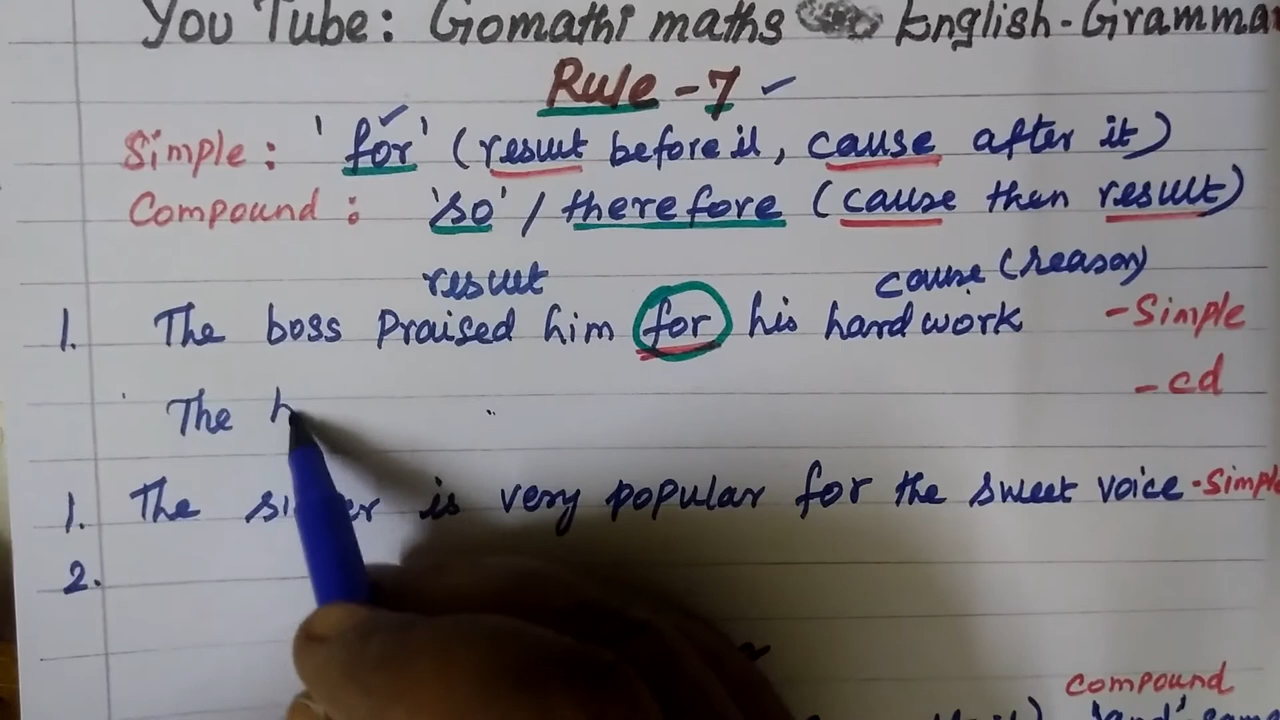 You Tube: Gomathi maths English-Gramma
Rule - 7
Simple: 'for' (result before it, cause after it)
Compound: 'so' / therefore (cause then result)
result cause (reason)
1. The boss Praised him for his hardwork - Simple
The - cd
1. The is very popular for the sweet voice - Simple
2.
compound
'and'